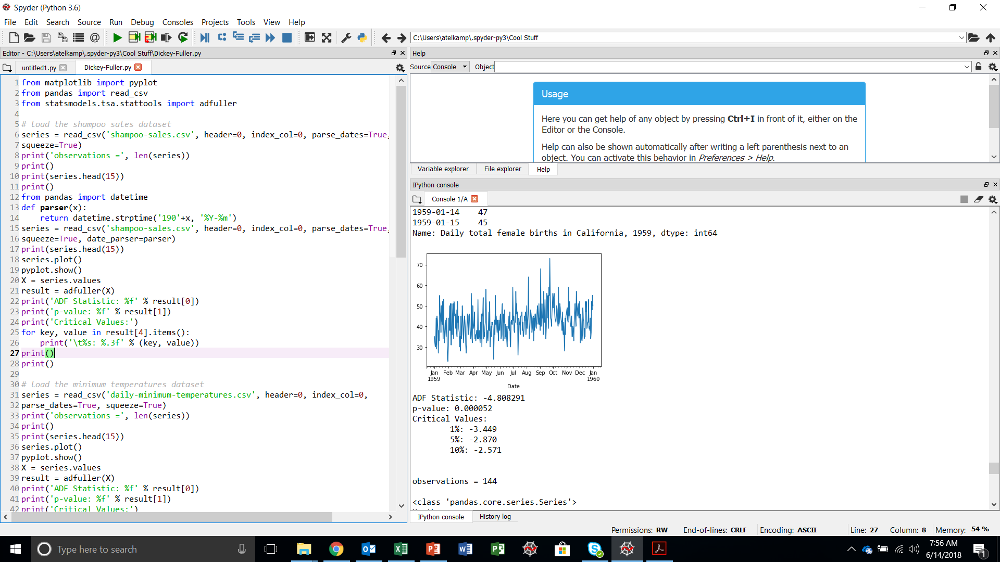 Spyder (Python 3.6)
File Edit Search Source Run Debug Consoles Projects Tools View Help
C:\Users\atelkamp\.spyder-py3\Cool Stuff
Editor - C:\Users\atelkamp\.spyder-py3\Cool Stuff\Dickey-Fuller.py
untitled1.py Dickey-Fuller.py
1 from matplotlib import pyplot
2 from pandas import read_csv
3 from statsmodels.tsa.stattools import adfuller
4
5 # load the shampoo sales dataset
6 series = read_csv('shampoo-sales.csv', header=0, index_col=0, parse_dates=True,
7 squeeze=True)
8 print('observations =', len(series))
9 print()
10 print(series.head(15))
11 print()
12 from pandas import datetime
13 def parser(x):
14     return datetime.strptime('190'+x, '%Y-%m')
15 series = read_csv('shampoo-sales.csv', header=0, index_col=0, parse_dates=True,
16 squeeze=True, date_parser=parser)
17 print(series.head(15))
18 series.plot()
19 pyplot.show()
20 X = series.values
21 result = adfuller(X)
22 print('ADF Statistic: %f' % result[0])
23 print('p-value: %f' % result[1])
24 print('Critical Values:')
25 for key, value in result[4].items():
26     print('\t%s: %.3f' % (key, value))
27 print()
28 print()
29
30 # load the minimum temperatures dataset
31 series = read_csv('daily-minimum-temperatures.csv', header=0, index_col=0,
32 parse_dates=True, squeeze=True)
33 print('observations =', len(series))
34 print()
35 print(series.head(15))
36 series.plot()
37 pyplot.show()
38 X = series.values
39 result = adfuller(X)
40 print('ADF Statistic: %f' % result[0])
41 print('p-value: %f' % result[1])
42 print('Critical Values:')
Help
Source Console Object
Usage
Here you can get help of any object by pressing Ctrl+I in front of it, either on the
Editor or the Console.
Help can also be shown automatically after writing a left parenthesis next to an
object. You can activate this behavior in Preferences > Help.
Variable explorer File explorer Help
IPython console
Console 1/A
1959-01-14 47
1959-01-15 45
Name: Daily total female births in California, 1959, dtype: int64
70
60
50
40
30
Jan Feb Mar Apr May Jun Jul Aug Sep Oct Nov Dec Jan
1959 1960
Date
ADF Statistic: -4.808291
p-value: 0.000052
Critical Values:
1%: -3.449
5%: -2.870
10%: -2.571
observations = 144
<class 'pandas.core.series.Series'>
IPython console History log
Permissions: RW End-of-lines: CRLF Encoding: ASCII Line: 27 Column: 8 Memory: 54 %
Type here to search
7:56 AM
6/14/2018
1